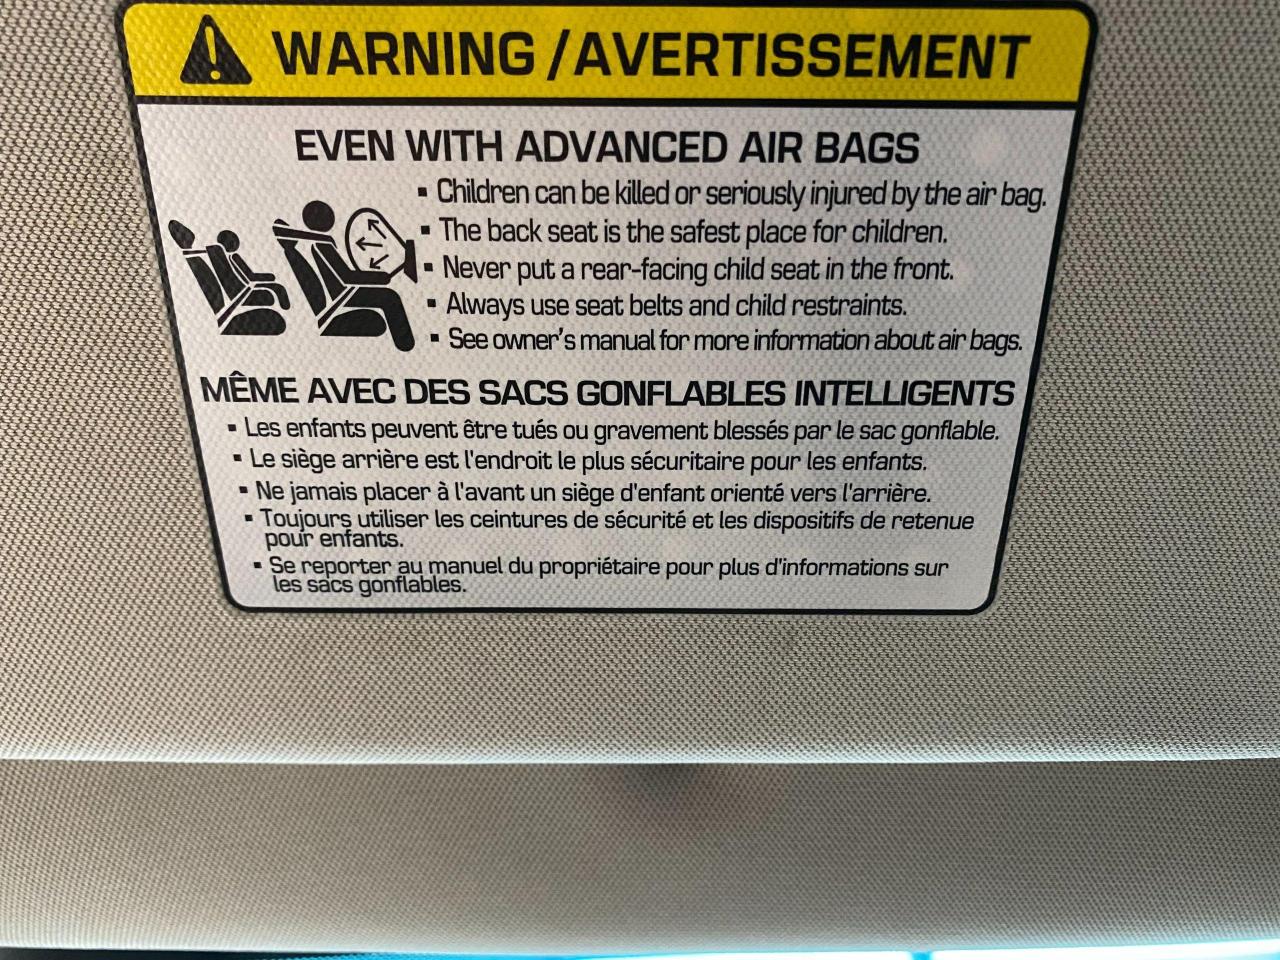 WARNING / AVERTISSEMENT
EVEN WITH ADVANCED AIR BAGS
▪ Children can be killed or seriously injured by the air bag.
▪ The back seat is the safest place for children.
▪ Never put a rear-facing child seat in the front.
▪ Always use seat belts and child restraints.
▪ See owner's manual for more information about air bags.
MÊME AVEC DES SACS GONFLABLES INTELLIGENTS
▪ Les enfants peuvent être tués ou gravement blessés par le sac gonflable.
▪ Le siège arrière est l'endroit le plus sécuritaire pour les enfants.
▪ Ne jamais placer à l'avant un siège d'enfant orienté vers l'arrière.
▪ Toujours utiliser les ceintures de sécurité et les dispositifs de retenue
pour enfants.
▪ Se reporter au manuel du propriétaire pour plus d'informations sur
les sacs gonflables.